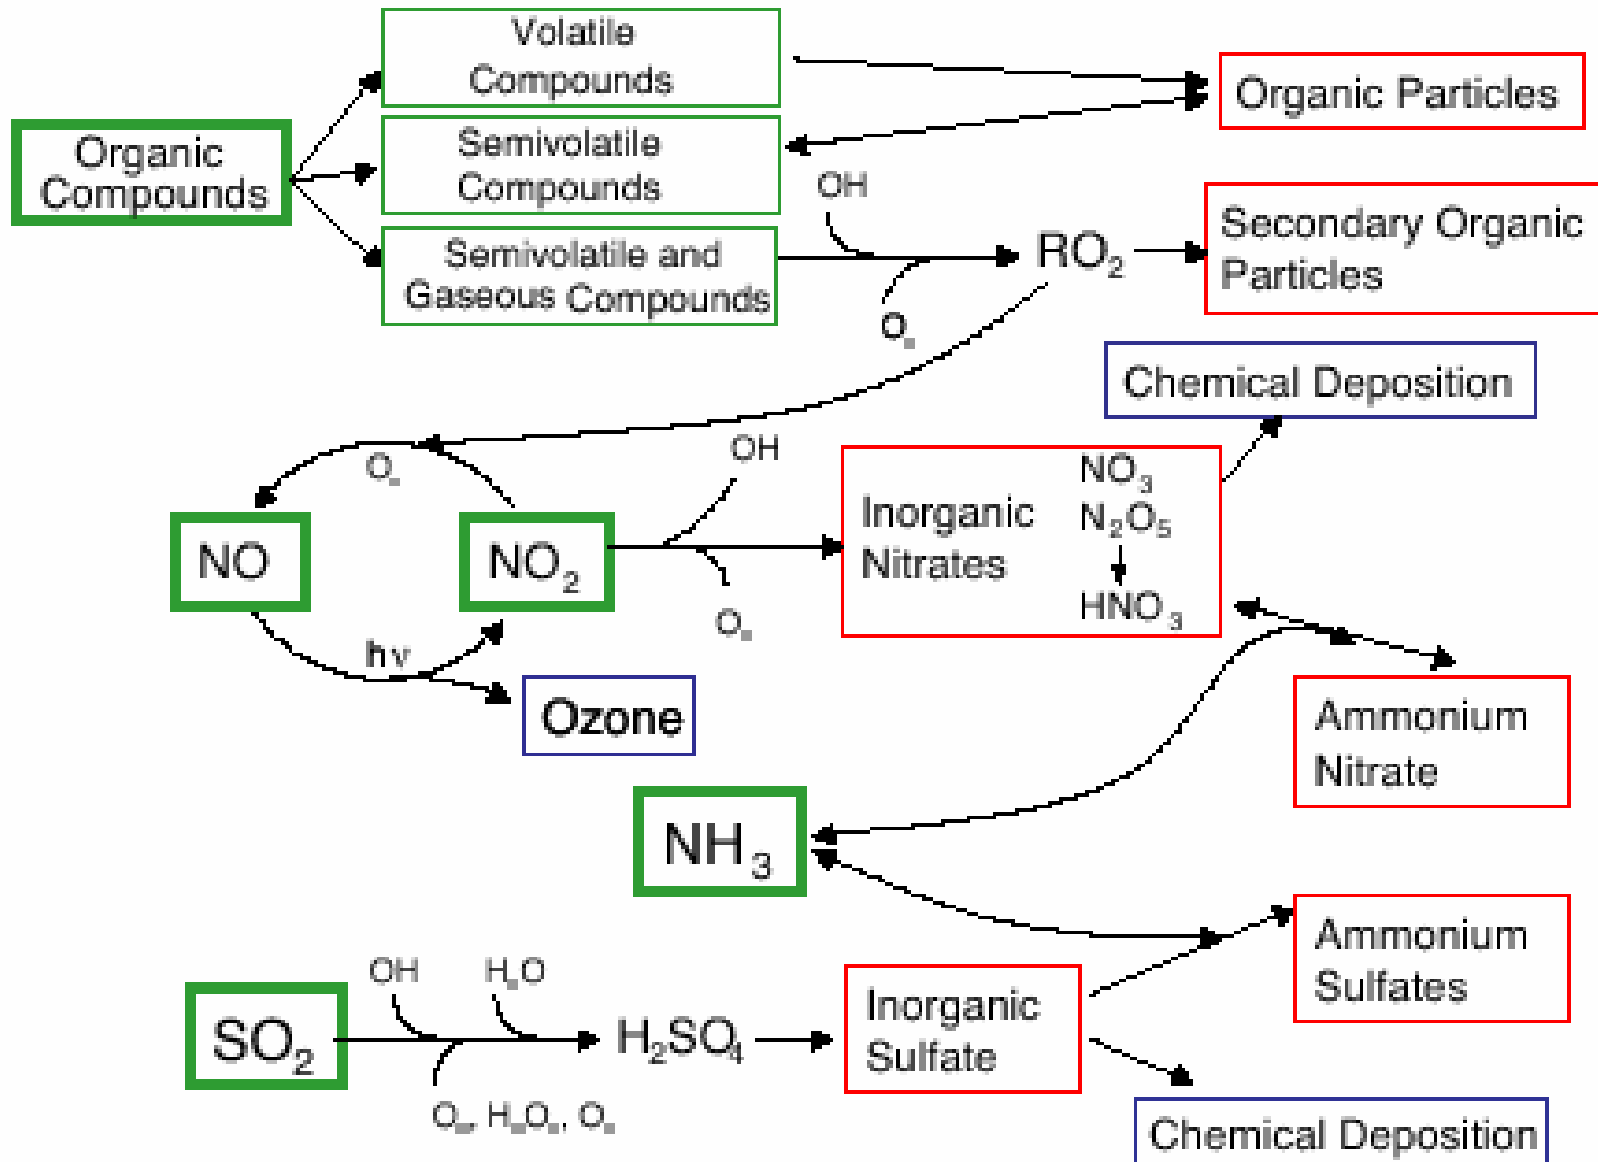 Volatile
Compounds
Organic Particles
Organic
Compounds
Semivolatile
Compounds
OH
Secondary Organic
Particles
Semivolatile and
Gaseous Compounds
RO₂
Chemical Deposition
OH
NO
NO₂
Inorganic
Nitrates
NO₃
N₂O₅
HNO₃
hν
Ozone
Ammonium
Nitrate
NH₃
Ammonium
Sulfates
OH
SO₂
H₂SO₄
Inorganic
Sulfate
Chemical Deposition